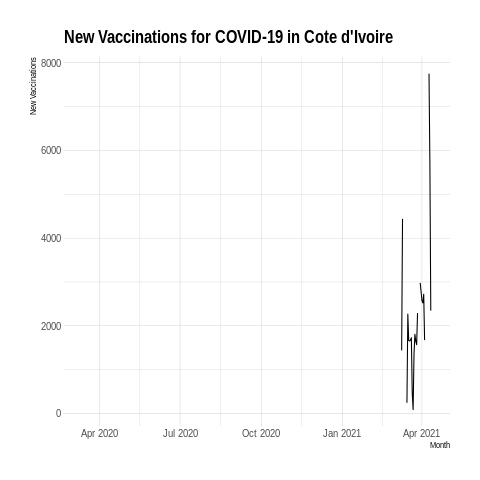 New Vaccinations for COVID-19 in Cote d'Ivoire
New Vaccinations
8000
6000
4000
2000
0
Apr 2020 Jul 2020 Oct 2020 Jan 2021 Apr 2021
Month